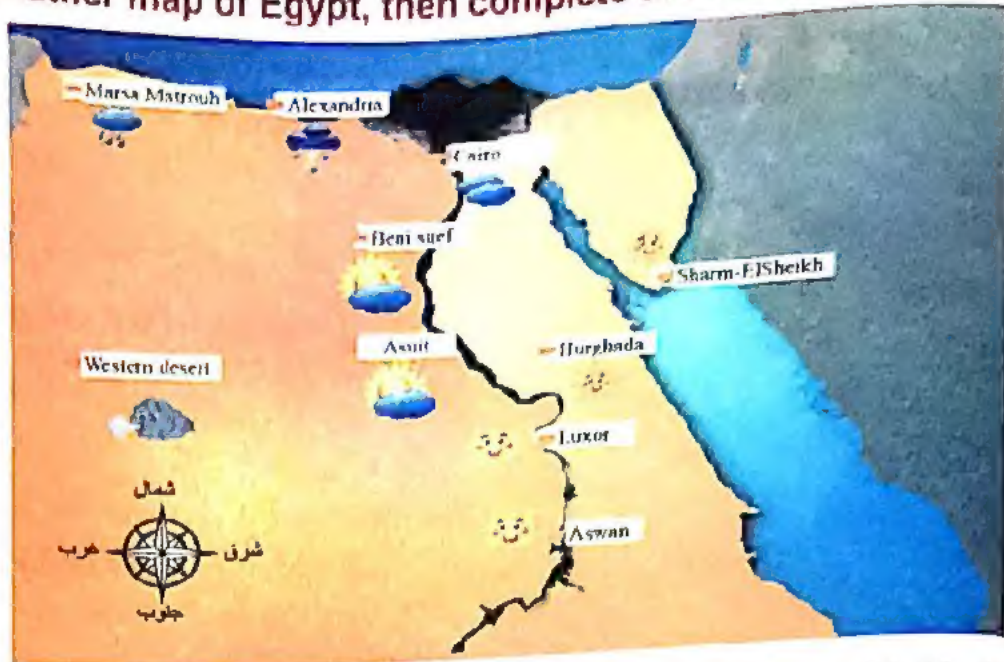 map of Egypt, then
Marsa Matrouh
Alexandria
Cairo
Beni suef
Sharm-ElSheikh
Asuit
Hurghada
Western desert
Luxor
شمال
غرب
شرق
Aswan
جنوب